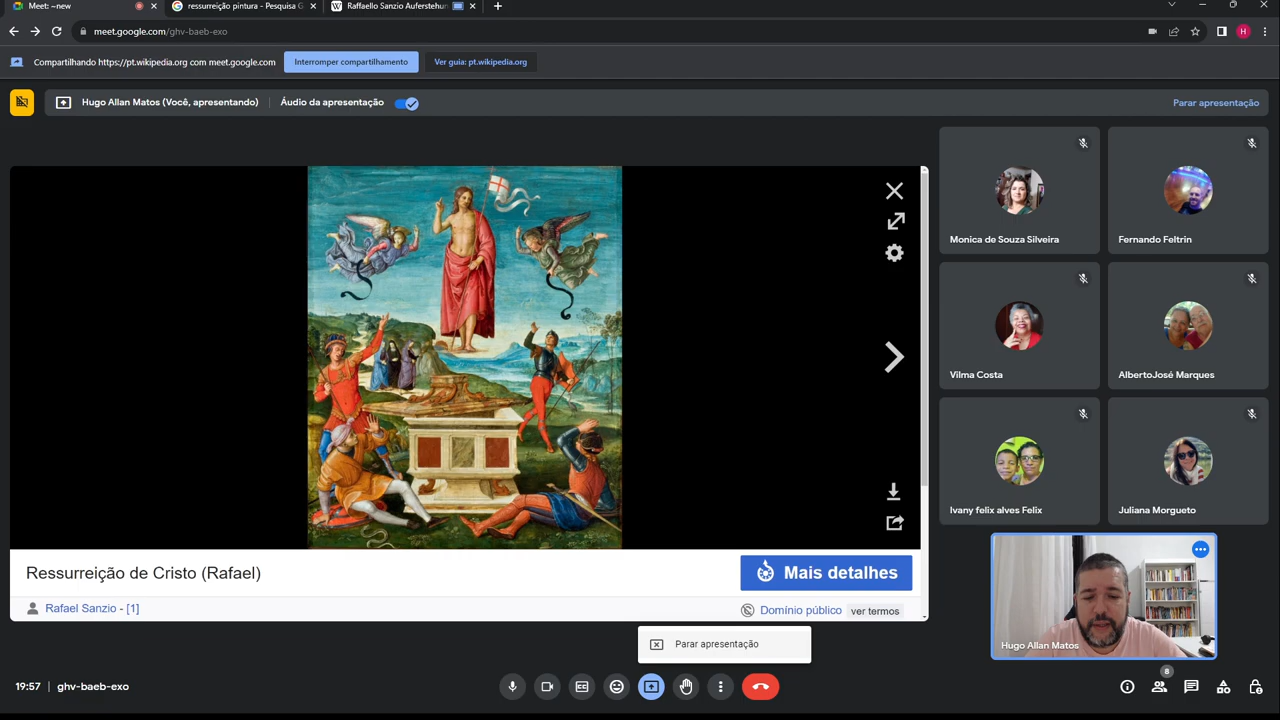 Meet: ~new
ressurreição pintura - Pesquisa G
Raffaello Sanzio Auferstehun
meet.google.com/ghv-baeb-exo
H
Compartilhando https://pt.wikipedia.org com meet.google.com
Interromper compartilhamento
Ver guia: pt.wikipedia.org
Hugo Allan Matos (Você, apresentando)
Áudio da apresentação
Parar apresentação
Monica de Souza Silveira
Fernando Feltrin
Vilma Costa
AlbertoJosé Marques
Ivany felix alves Felix
Juliana Morgueto
Ressurreição de Cristo (Rafael)
Mais detalhes
Rafael Sanzio - [1]
Domínio público
ver termos
Hugo Allan Matos
Parar apresentação
19:57
ghv-baeb-exo
8